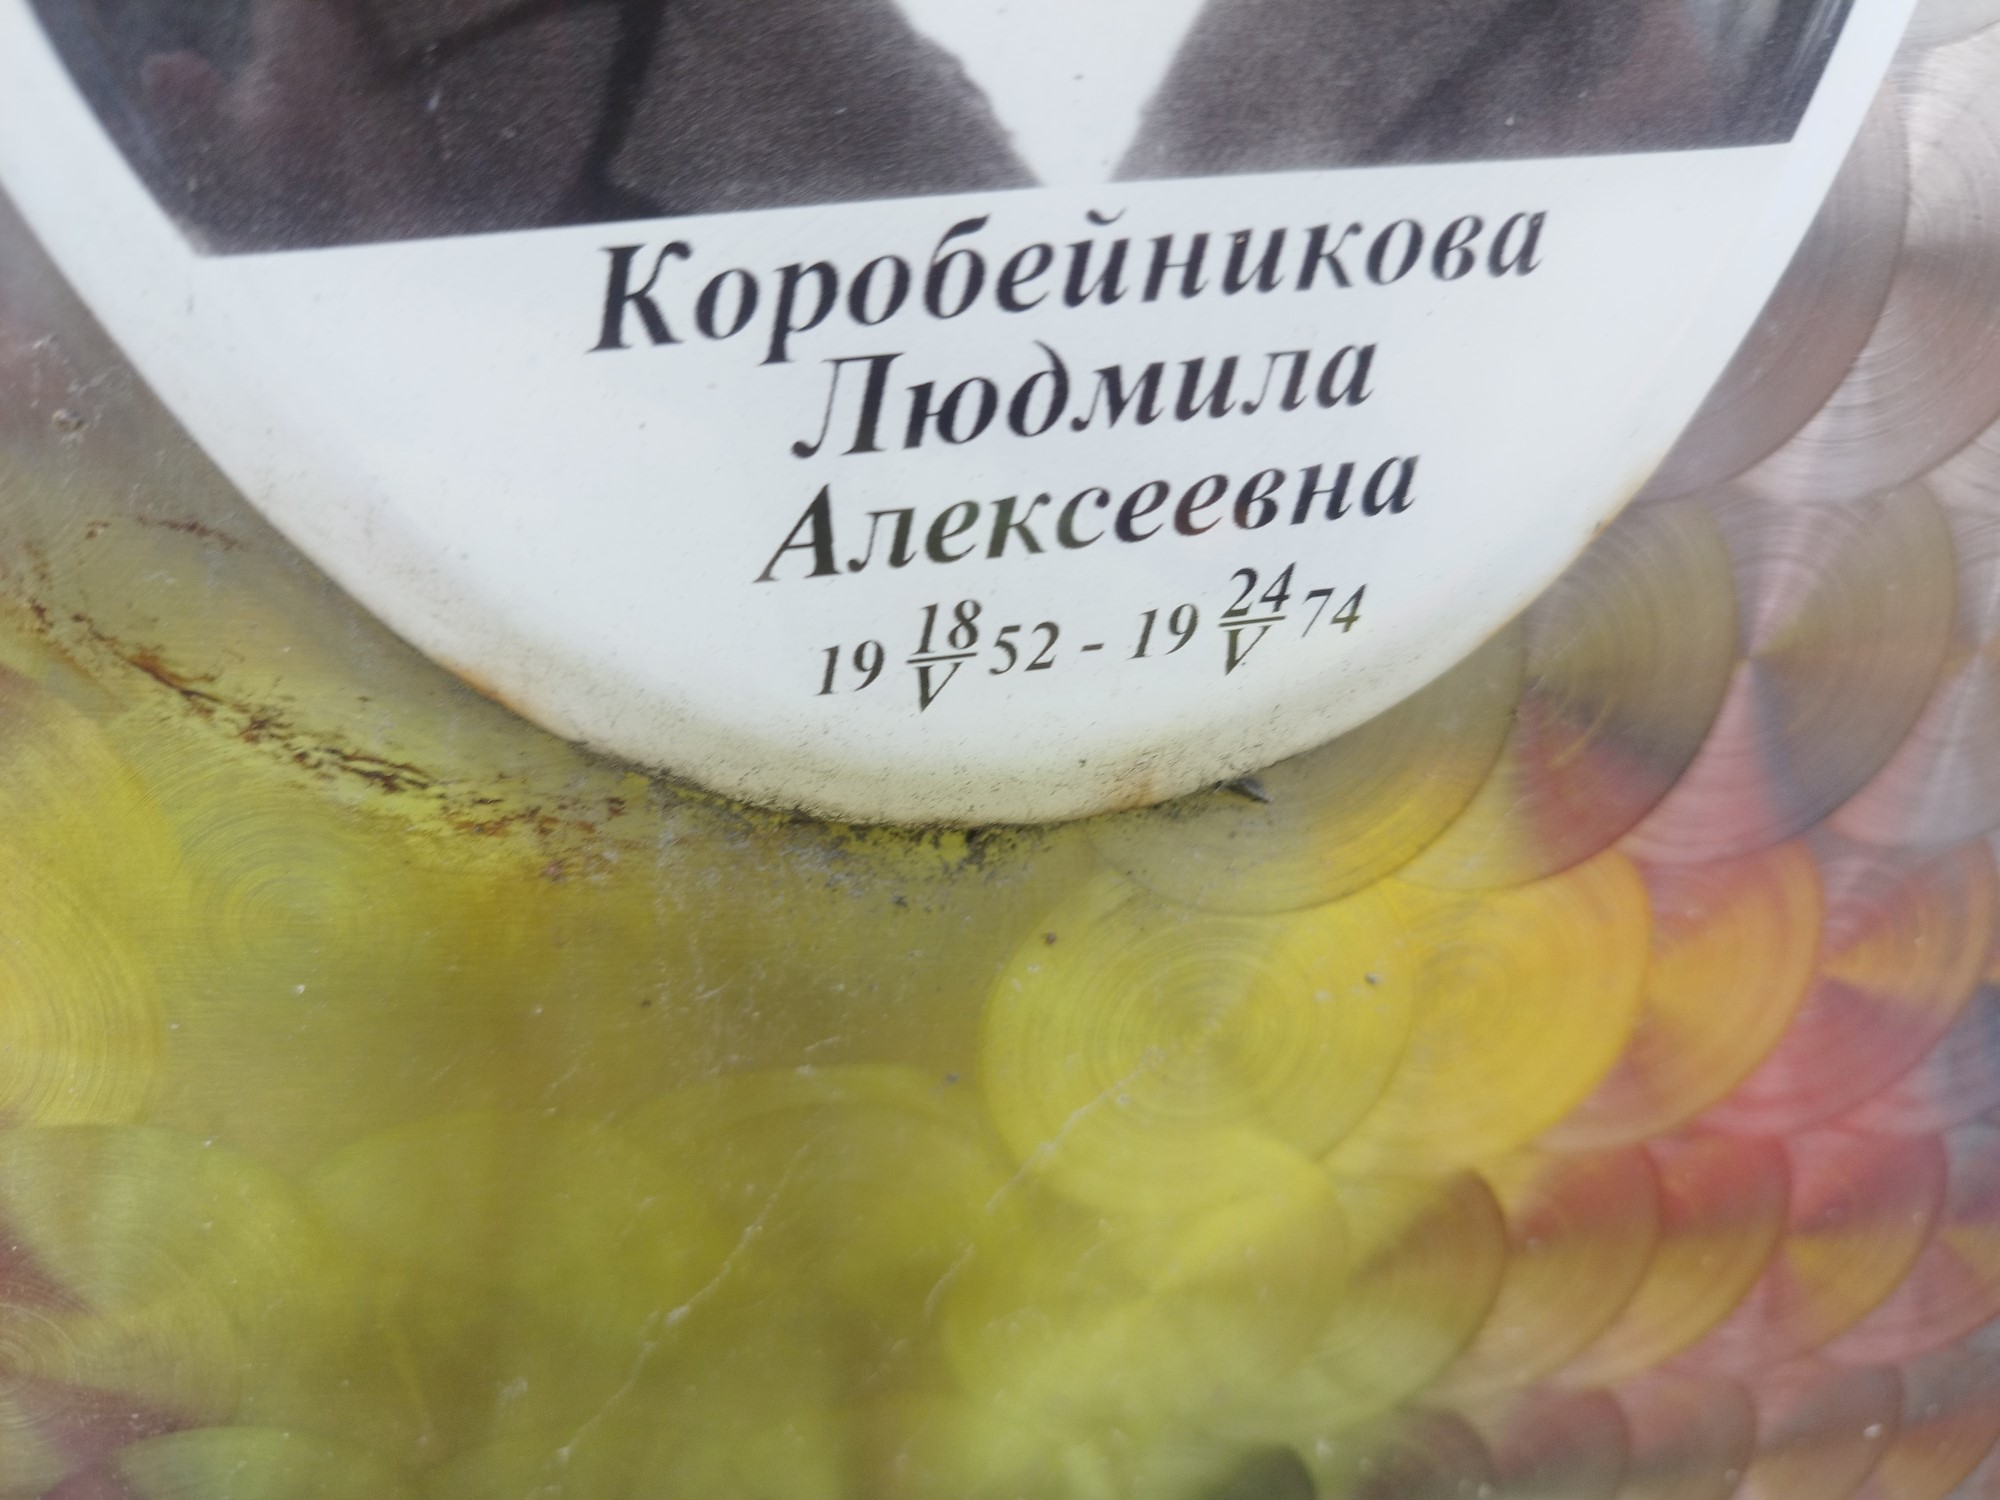 Коробейникова
Людмила
Алексеевна
19 18/V 52 - 19 24/V 74